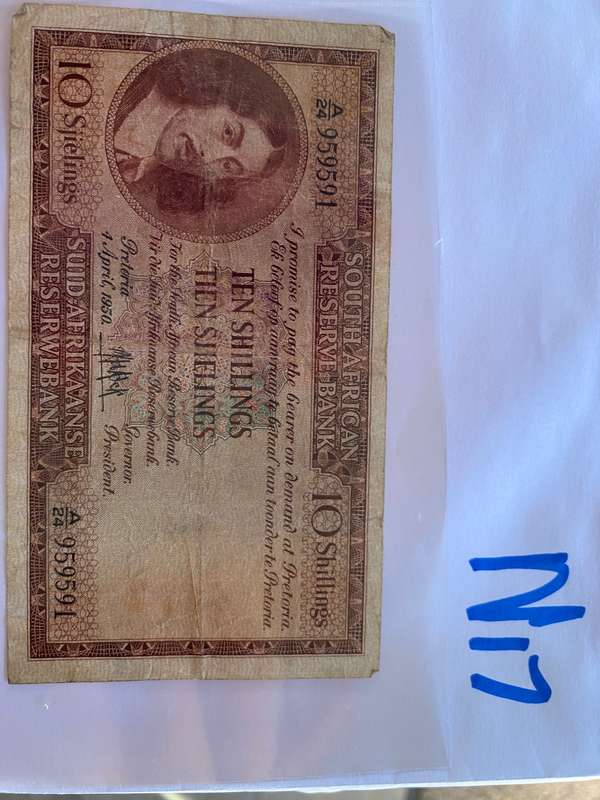 SOUTH AFRICAN
RESERVE BANK
10 Shillings
A/24 959591
I promise to pay the bearer on demand at Pretoria.
Ek beloof op aanvraag te betaal aan toonder te Pretoria
TEN SHILLINGS
TIEN SJIELINGS
For the South African Reserve Bank.
Vir die Suid-Afrikaanse Reserwebank.
Pretoria
4 April, 1950.
Governor.
President.
A/24 959591
10 Sjielings
SUID-AFRIKAANSE
RESERWEBANK
N17